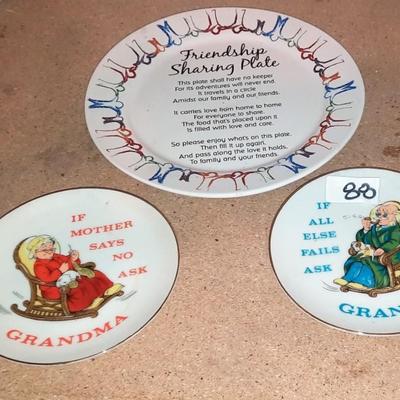 Friendship
Sharing Plate
This plate shall have no keeper
For its adventures will never end.
It travels in a circle
Amidst our family and our friends.
It carries love from home to home
For everyone to share.
The food that's placed upon it
Is filled with love and care.
So please enjoy what's on this plate,
Then fill it up again,
And pass along the love it holds,
To family and your friends.
IF
MOTHER
SAYS
NO
ASK
GRANDMA
88
IF
ALL
ELSE
FAILS
ASK
GRAN